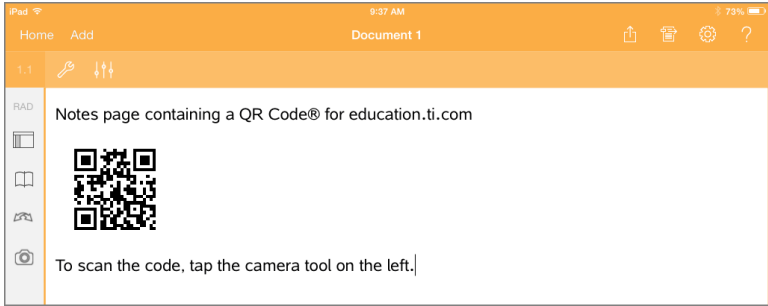 iPad 9:37 AM 73%
Home Add Document 1 ?
1.1
RAD
Notes page containing a QR Code® for education.ti.com
To scan the code, tap the camera tool on the left.